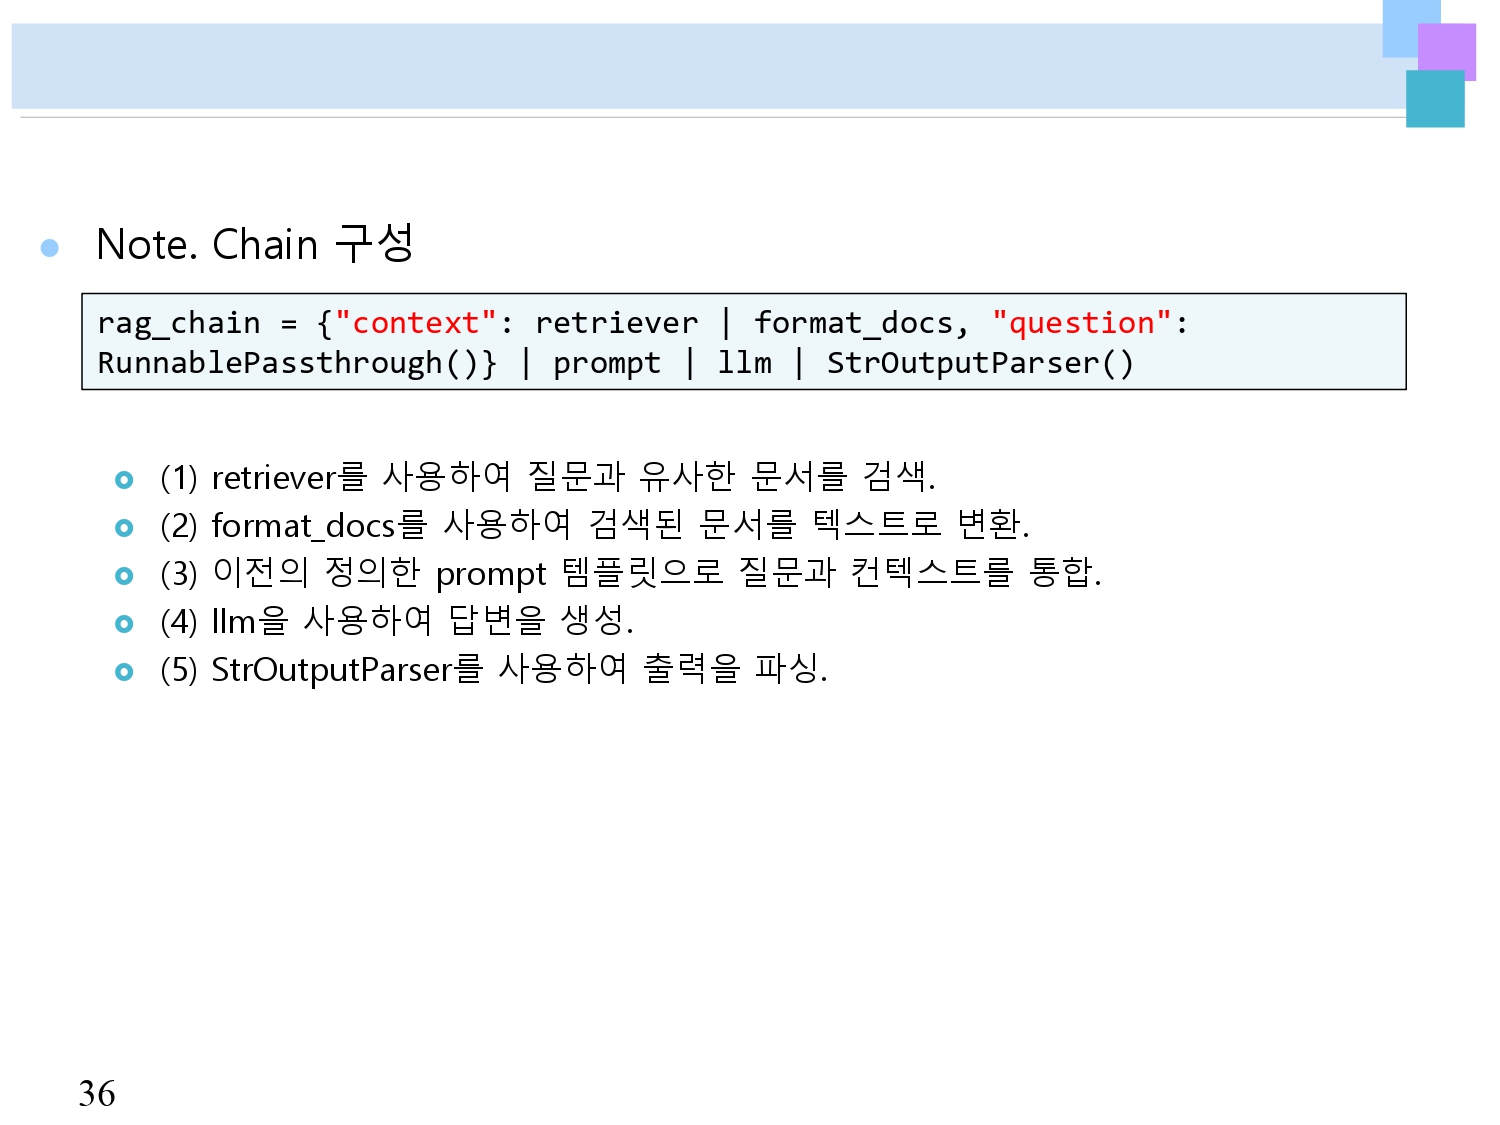 Note. Chain 구성
rag_chain = {"context": retriever | format_docs, "question":
RunnablePassthrough()} | prompt | llm | StrOutputParser()
(1) retriever를 사용하여 질문과 유사한 문서를 검색.
(2) format_docs를 사용하여 검색된 문서를 텍스트로 변환.
(3) 이전의 정의한 prompt 템플릿으로 질문과 컨텍스트를 통합.
(4) llm을 사용하여 답변을 생성.
(5) StrOutputParser를 사용하여 출력을 파싱.
36